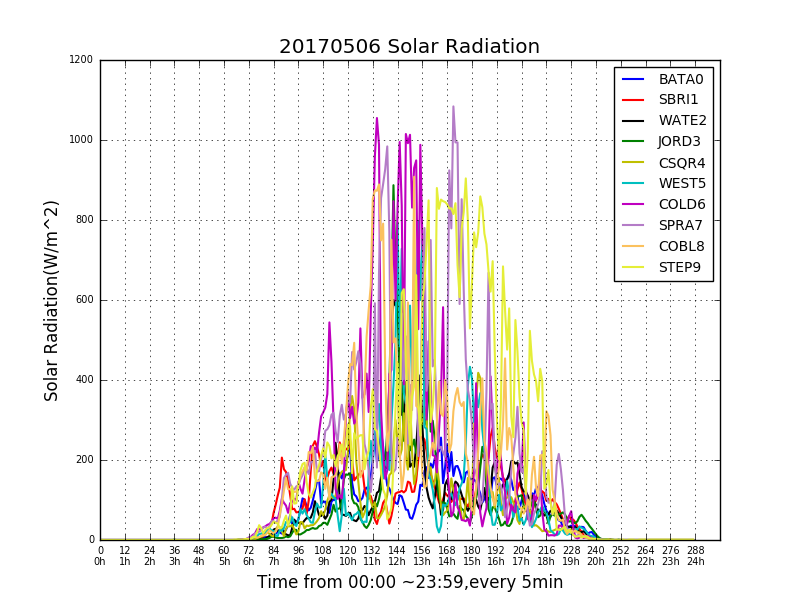 20170506 Solar Radiation
1200
1000
800
600
400
200
0
Solar Radiation(W/m^2)
BATA0
SBRI1
WATE2
JORD3
CSQR4
WEST5
COLD6
SPRA7
COBL8
STEP9
0 12 24 36 48 60 72 84 96 108 120 132 144 156 168 180 192 204 216 228 240 252 264 276 288
0h 1h 2h 3h 4h 5h 6h 7h 8h 9h 10h 11h 12h 13h 14h 15h 16h 17h 18h 19h 20h 21h 22h 23h 24h
Time from 00:00 ~23:59,every 5min